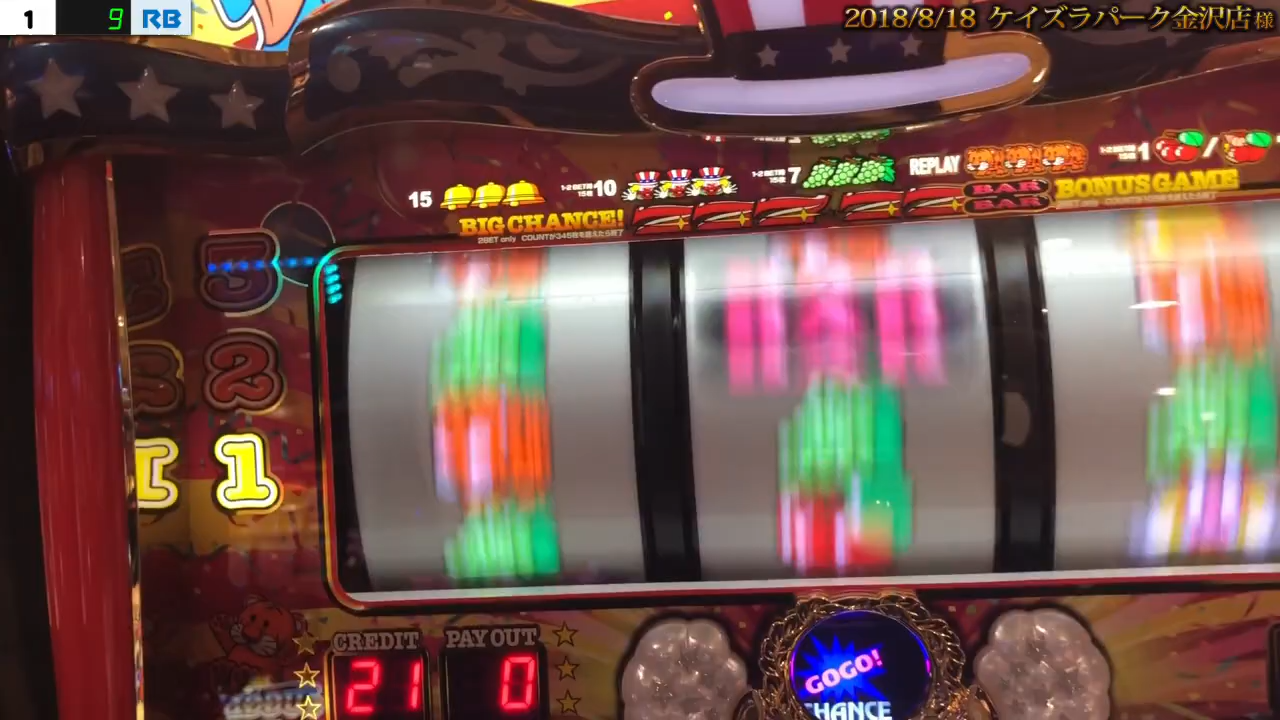 1 9 RB
2018/8/18 ケイズラパーク金沢店様
15
10
7
REPLAY
1
/
BAR
BAR
BIG CHANCE!
BONUS GAME
2
1
CREDIT PAY OUT
21 0
GOGO!
CHANCE